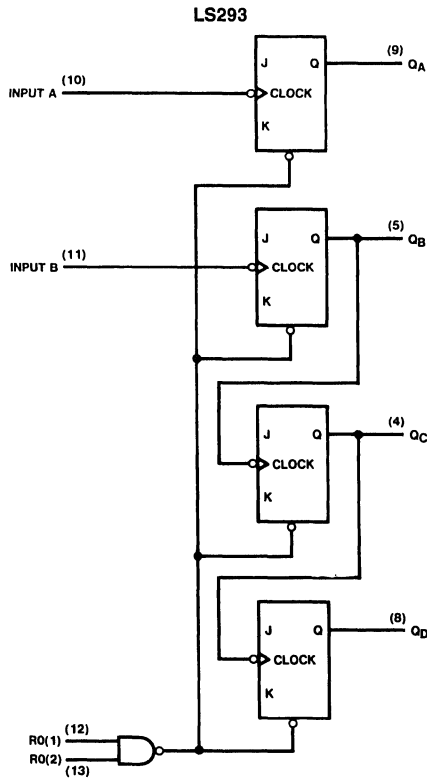 LS293
J Q (9) QA
INPUT A (10) CLOCK
K
J Q (5) QB
INPUT B (11) CLOCK
K
J Q (4) QC
CLOCK
K
J Q (8) QD
CLOCK
K
R0(1) (12)
R0(2) (13)